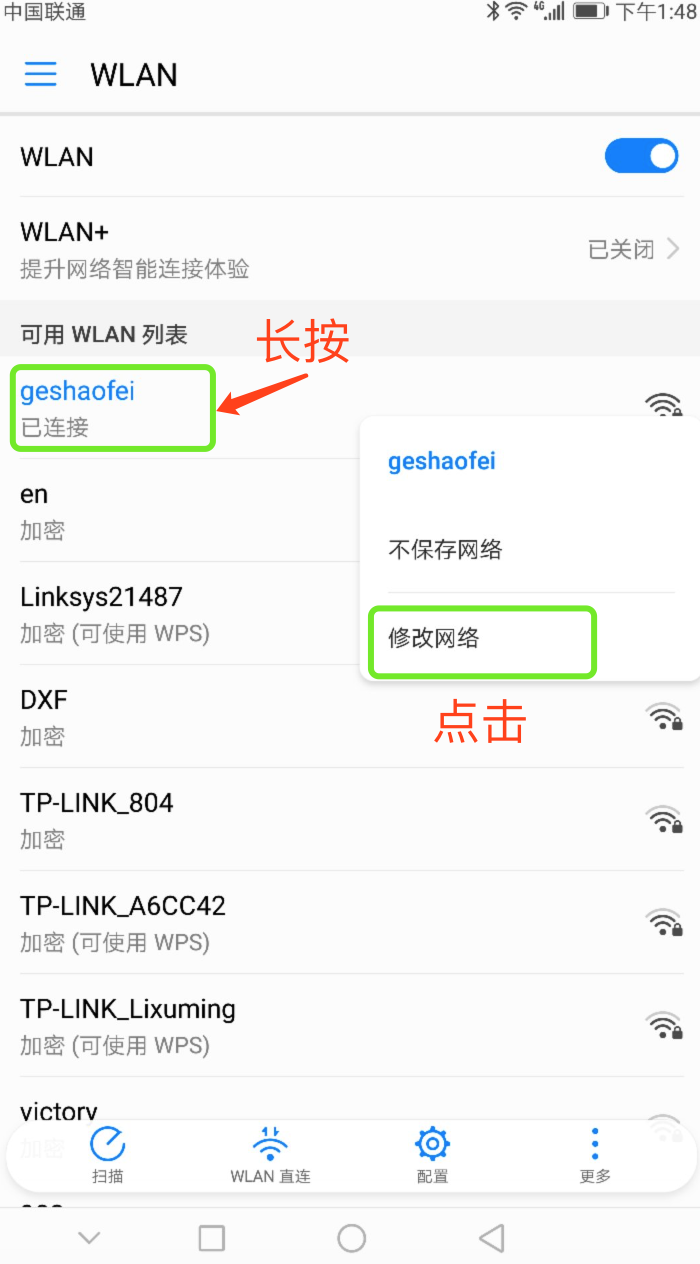 中国联通
4G
下午1:48
WLAN
WLAN
WLAN+
提升网络智能连接体验
已关闭
可用 WLAN 列表
长按
geshaofei
已连接
geshaofei
不保存网络
修改网络
点击
en
加密
Linksys21487
加密 (可使用 WPS)
DXF
加密
TP-LINK_804
加密
TP-LINK_A6CC42
加密 (可使用 WPS)
TP-LINK_Lixuming
加密 (可使用 WPS)
victory
加密
扫描
WLAN 直连
配置
更多